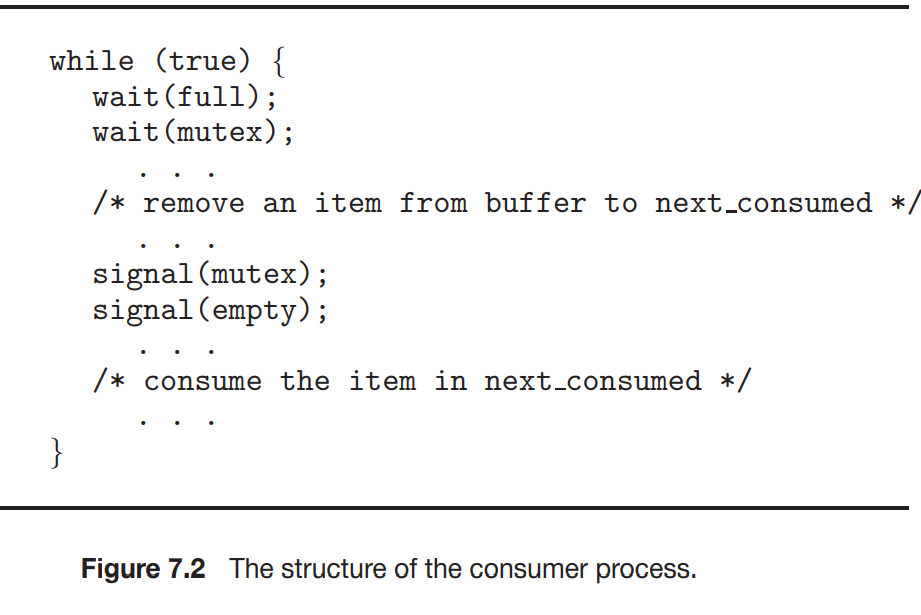 while (true) {
wait(full);
wait(mutex);
. . .
/* remove an item from buffer to next_consumed */
. . .
signal(mutex);
signal(empty);
. . .
/* consume the item in next_consumed */
. . .
}
Figure 7.2 The structure of the consumer process.